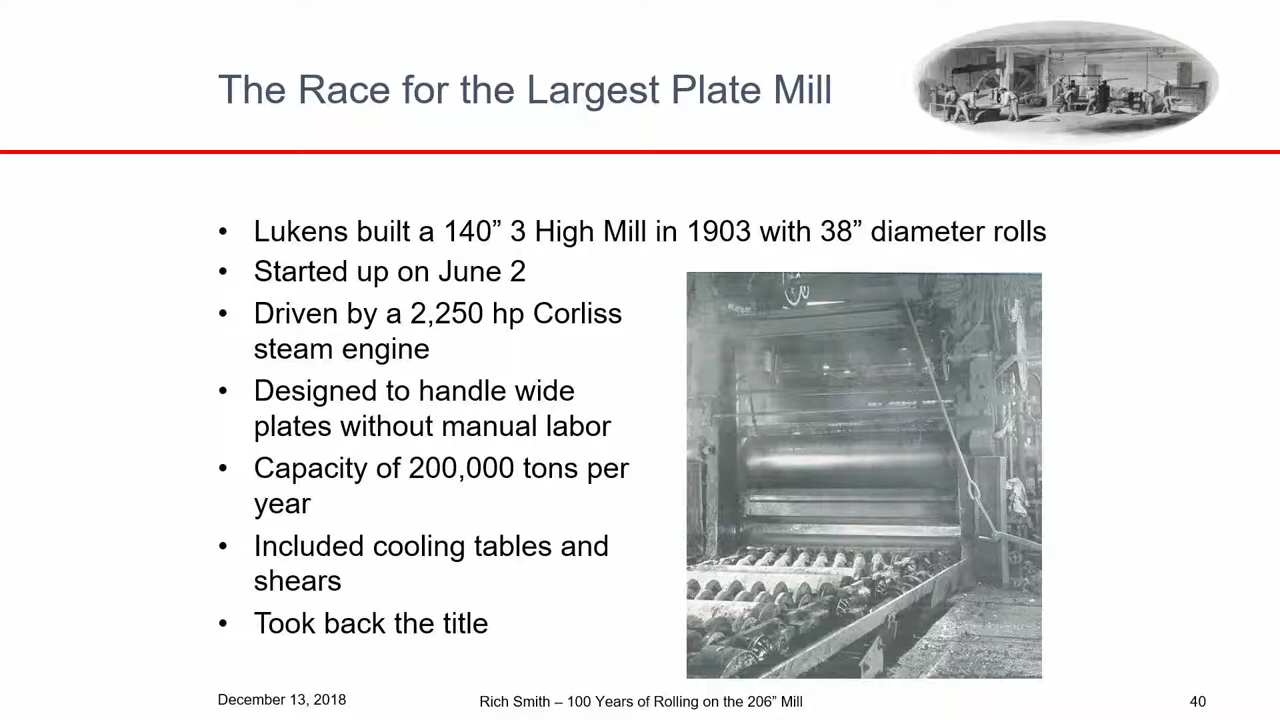 The Race for the Largest Plate Mill
• Lukens built a 140” 3 High Mill in 1903 with 38” diameter rolls
• Started up on June 2
• Driven by a 2,250 hp Corliss
steam engine
• Designed to handle wide
plates without manual labor
• Capacity of 200,000 tons per
year
• Included cooling tables and
shears
• Took back the title
December 13, 2018
Rich Smith – 100 Years of Rolling on the 206” Mill
40